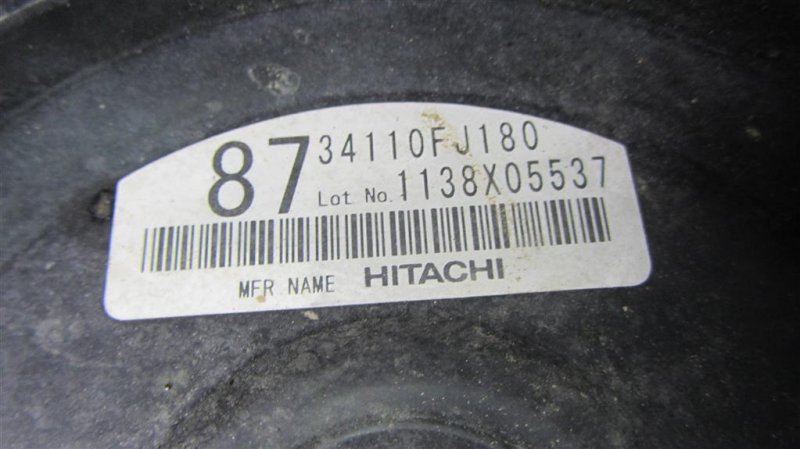 87 34110FJ180
Lot No. 1138X05537
MFR NAME HITACHI